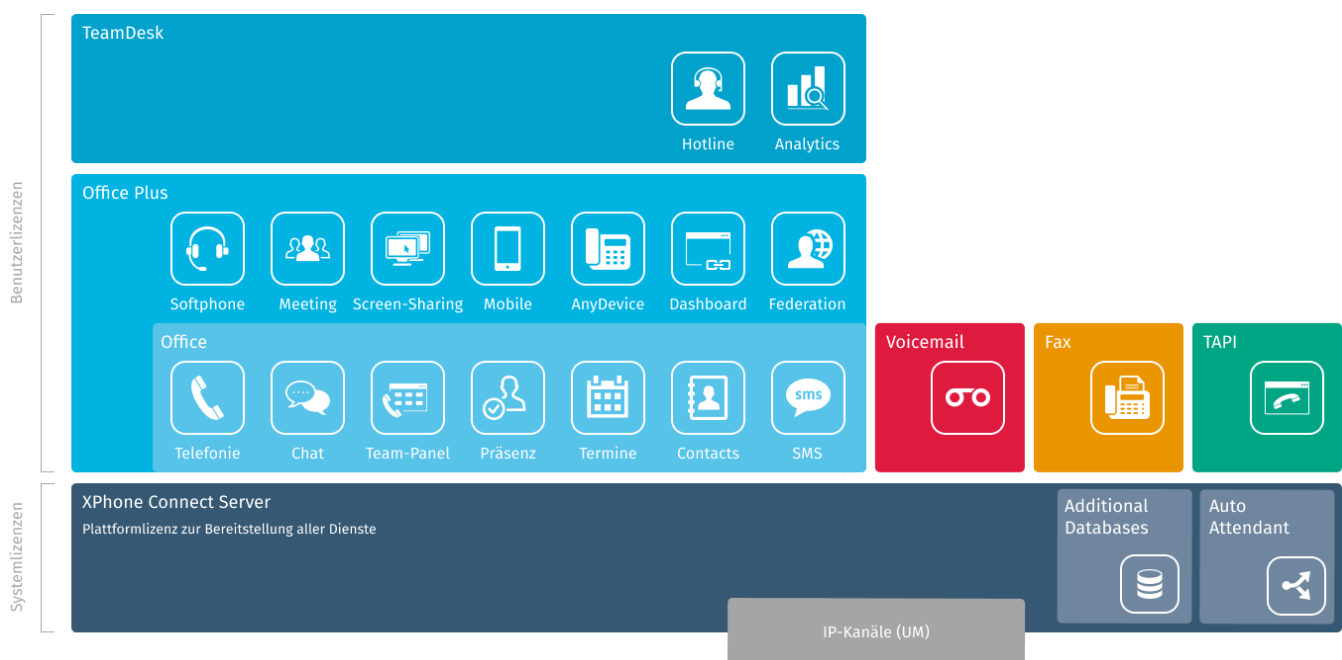 Benutzerlizenzen
TeamDesk
Hotline
Analytics
Office Plus
Softphone
Meeting
Screen-Sharing
Mobile
AnyDevice
Dashboard
Federation
Office
Telefonie
Chat
Team-Panel
Präsenz
Termine
Contacts
sms
SMS
Voicemail
Fax
TAPI
Systemlizenzen
XPhone Connect Server
Plattformlizenz zur Bereitstellung aller Dienste
Additional
Databases
Auto
Attendant
IP-Kanäle (UM)